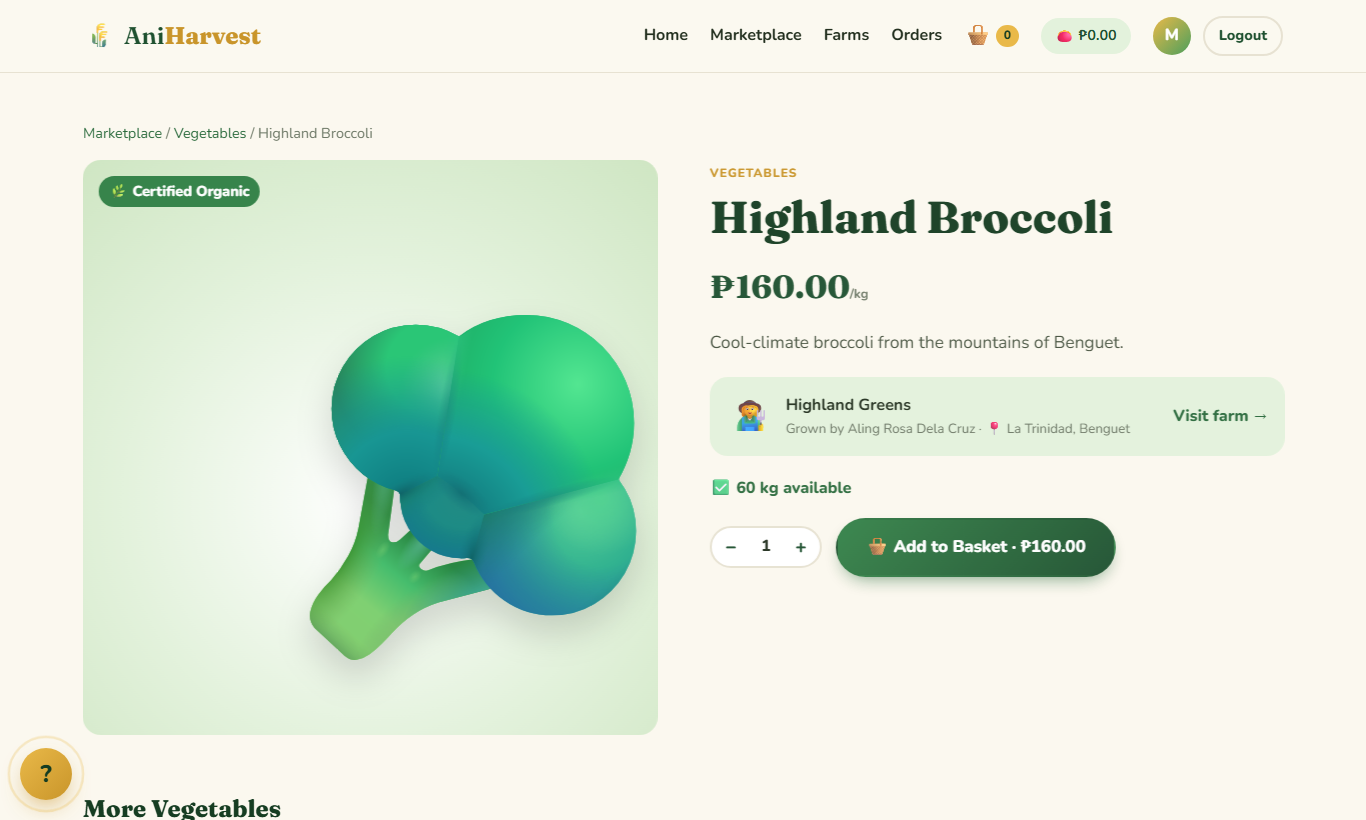 AniHarvest
Home Marketplace Farms Orders 0 ₱0.00 M Logout
Marketplace / Vegetables / Highland Broccoli
Certified Organic
VEGETABLES
Highland Broccoli
₱160.00/kg
Cool-climate broccoli from the mountains of Benguet.
Highland Greens
Grown by Aling Rosa Dela Cruz · 📍 La Trinidad, Benguet
Visit farm →
✅ 60 kg available
− 1 +
Add to Basket · ₱160.00
?
More Vegetables